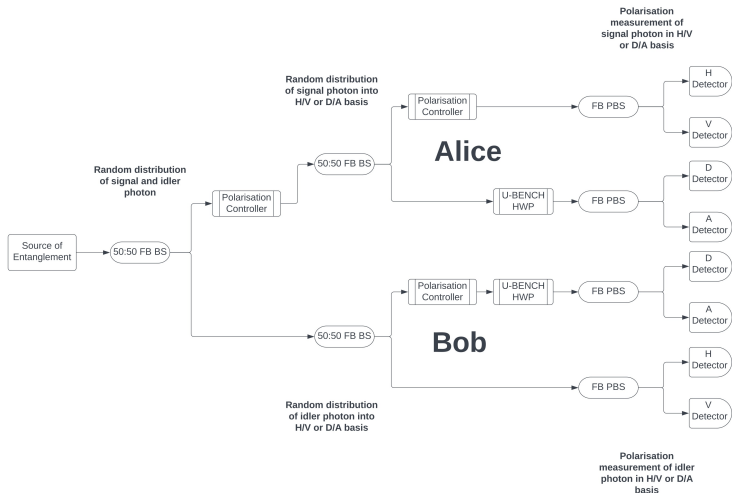 Polarisation
measurement of
signal photon in H/V
or D/A basis
Random distribution
of signal photon into
H/V or D/A basis
H
Detector
Polarisation
Controller
FB PBS
V
Detector
Alice
Random distribution
of signal and idler
photon
50:50 FB BS
D
Detector
Polarisation
Controller
U-BENCH
HWP
FB PBS
A
Detector
Source of
Entanglement
50:50 FB BS
D
Detector
Polarisation
Controller
U-BENCH
HWP
FB PBS
A
Detector
50:50 FB BS
Bob
H
Detector
FB PBS
V
Detector
Random distribution
of idler photon into
H/V or D/A basis
Polarisation
measurement of idler
photon in H/V or D/A
basis